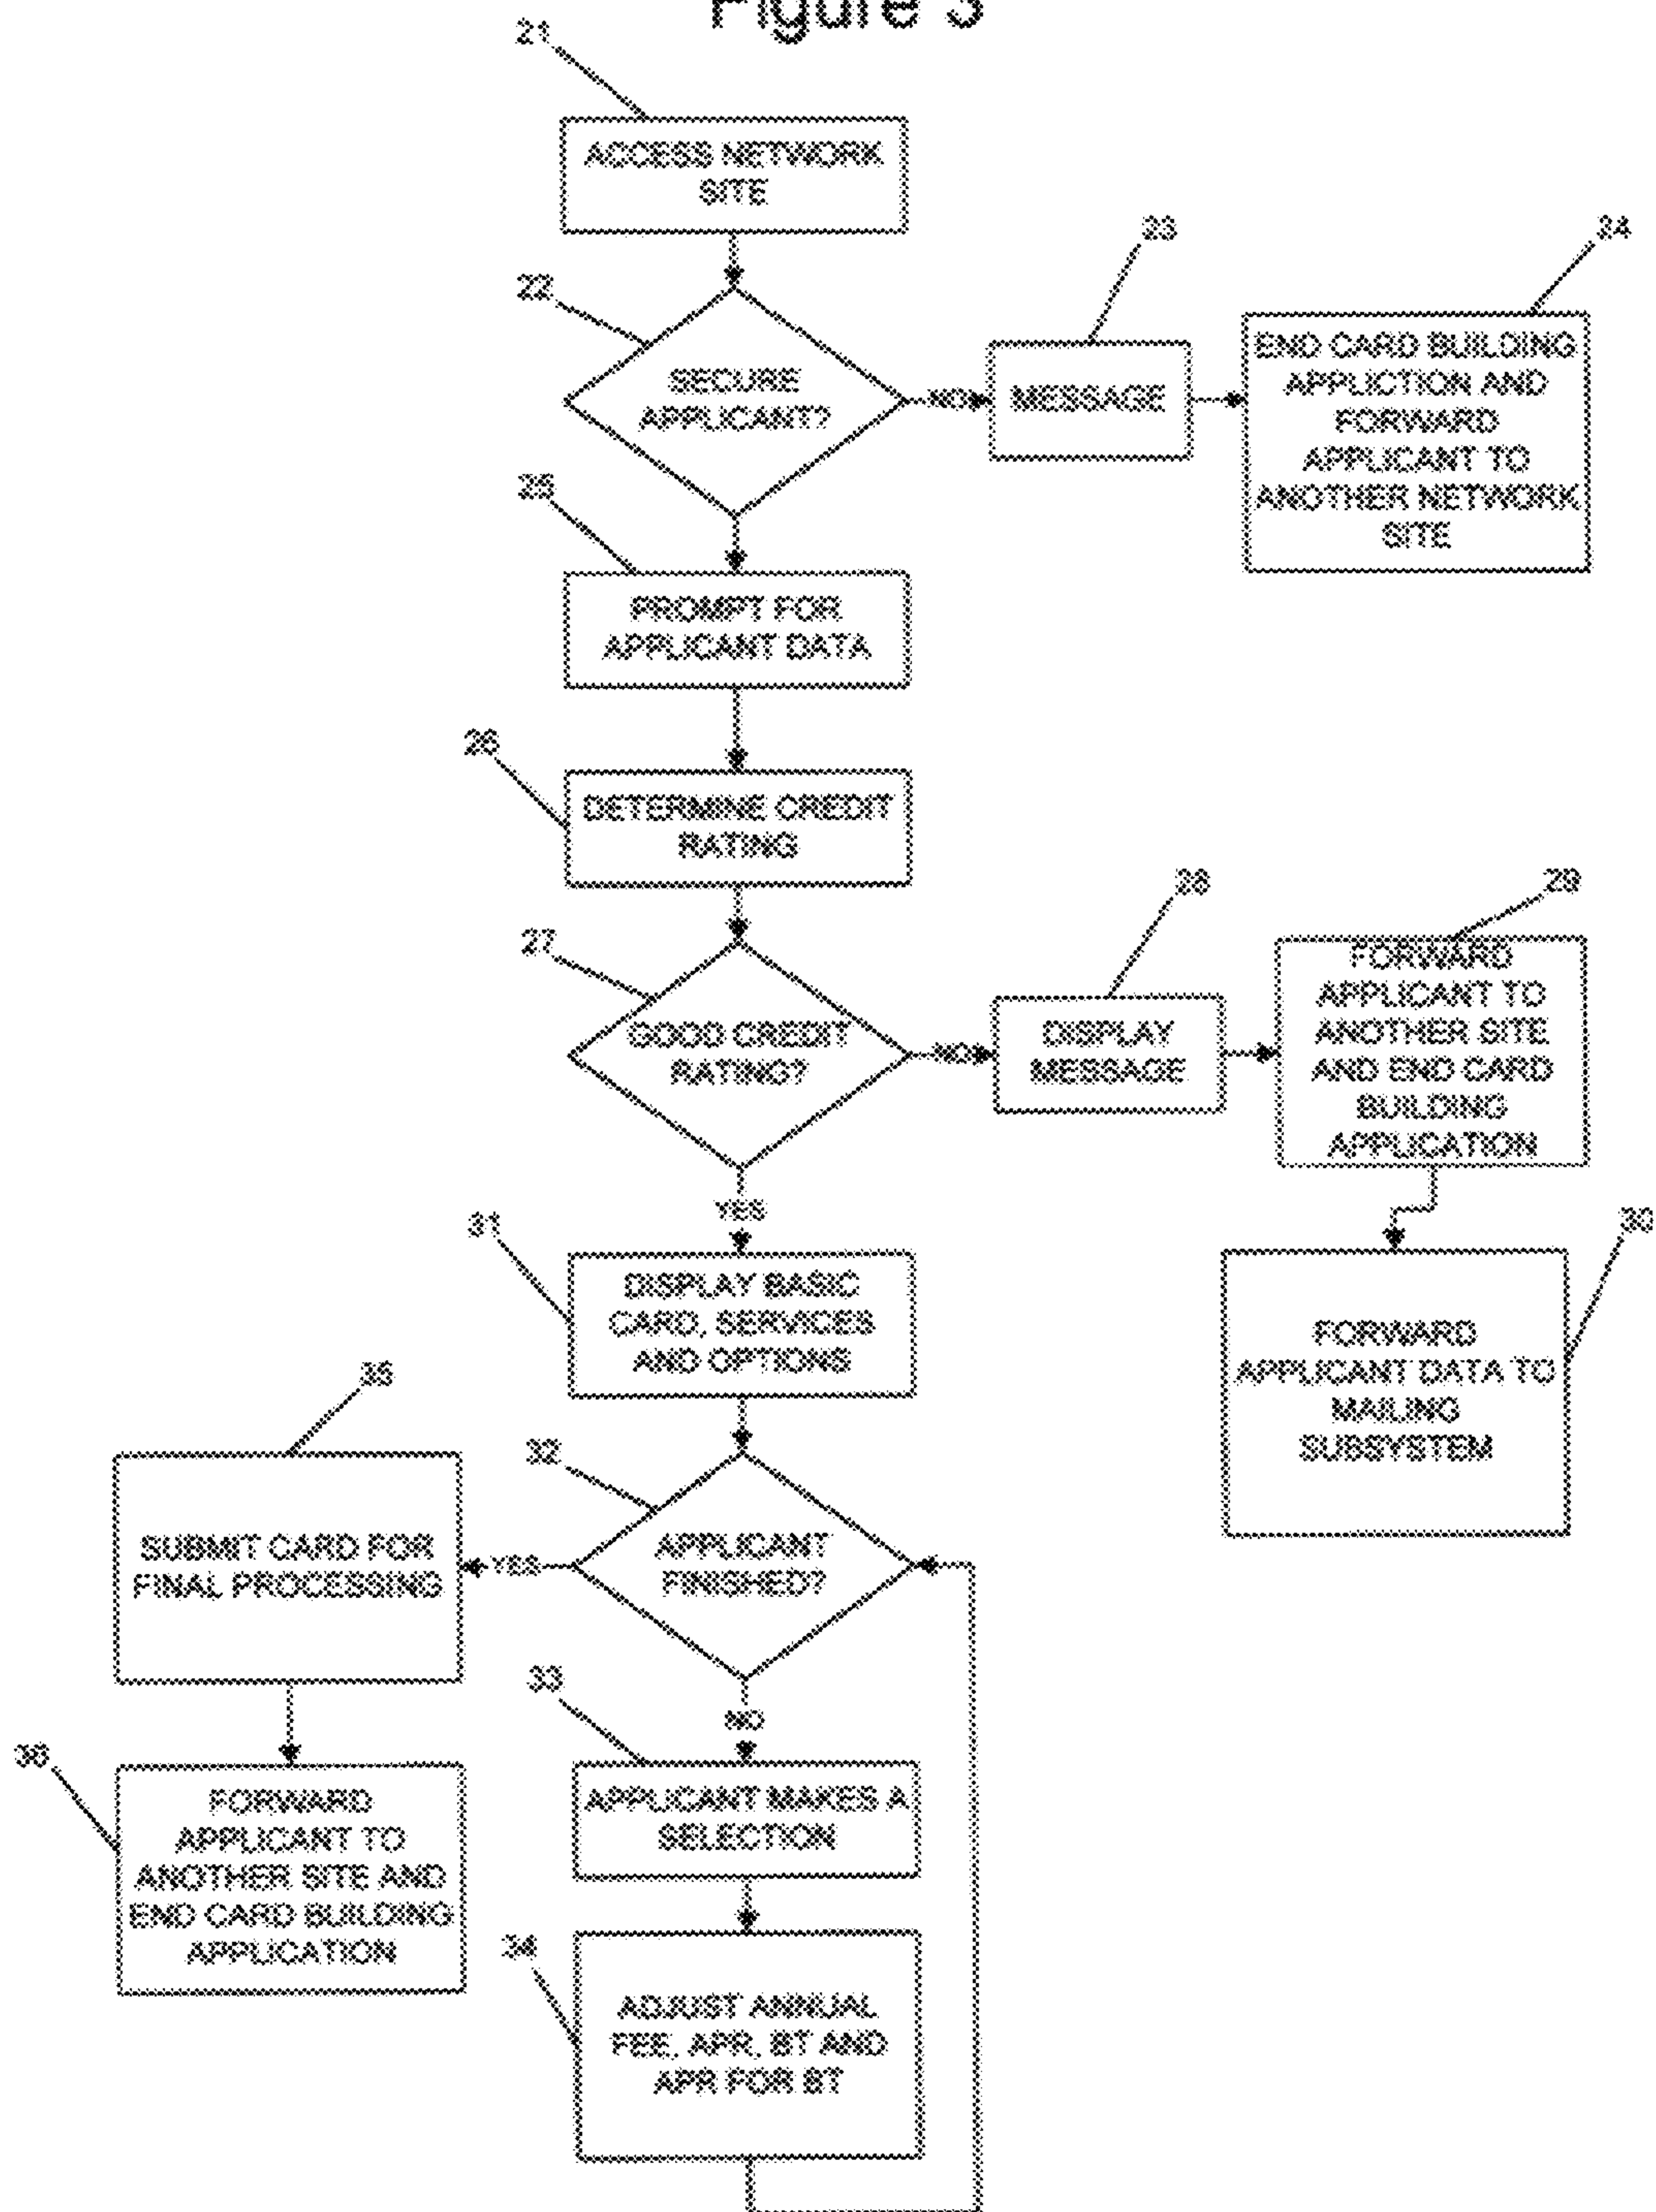 Figure 3
21
ACCESS NETWORK
SITE
22
SECURE
APPLICANT?
NO
23
MESSAGE
24
END CARD BUILDING
APPLICTION AND
FORWARD
APPLICANT TO
ANOTHER NETWORK
SITE
25
PROMPT FOR
APPLICANT DATA
26
DETERMINE CREDIT
RATING
27
GOOD CREDIT
RATING?
NO
28
DISPLAY
MESSAGE
29
FORWARD
APPLICANT TO
ANOTHER SITE
AND END CARD
BUILDING
APPLICATION
30
FORWARD
APPLICANT DATA TO
MAILING
SUBSYSTEM
YES
31
DISPLAY BASIC
CARD, SERVICES
AND OPTIONS
32
APPLICANT
FINISHED?
YES
35
SUBMIT CARD FOR
FINAL PROCESSING
36
FORWARD
APPLICANT TO
ANOTHER SITE AND
END CARD BUILDING
APPLICATION
NO
33
APPLICANT MAKES A
SELECTION
34
ADJUST ANNUAL
FEE, APR, BT AND
APR FOR BT